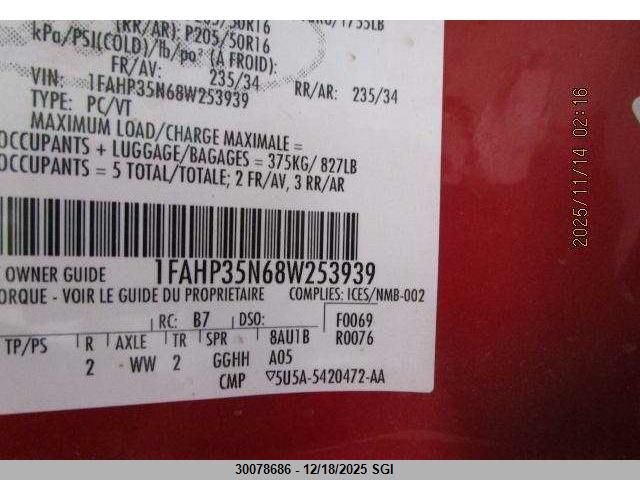 (RR/AR): P205/50R16
kPa/PSI(COLD)/lb/po² (À FROID):
FR/AV: 235/34 RR/AR: 235/34
VIN: 1FAHP35N68W253939
TYPE: PC/VT
MAXIMUM LOAD/CHARGE MAXIMALE =
OCCUPANTS + LUGGAGE/BAGAGES = 375KG/ 827LB
OCCUPANTS = 5 TOTAL/TOTALE; 2 FR/AV, 3 RR/AR
OWNER GUIDE 1FAHP35N68W253939
ORQUE - VOIR LE GUIDE DU PROPRIETAIRE COMPLIES: ICES/NMB-002
RC: B7 DSO: F0069
TP/PS R AXLE TR SPR 8AU1B R0076
2 WW 2 GGHH A05
CMP ▽5U5A-5420472-AA
2025/11/14 02:16
30078686 - 12/18/2025 SGI